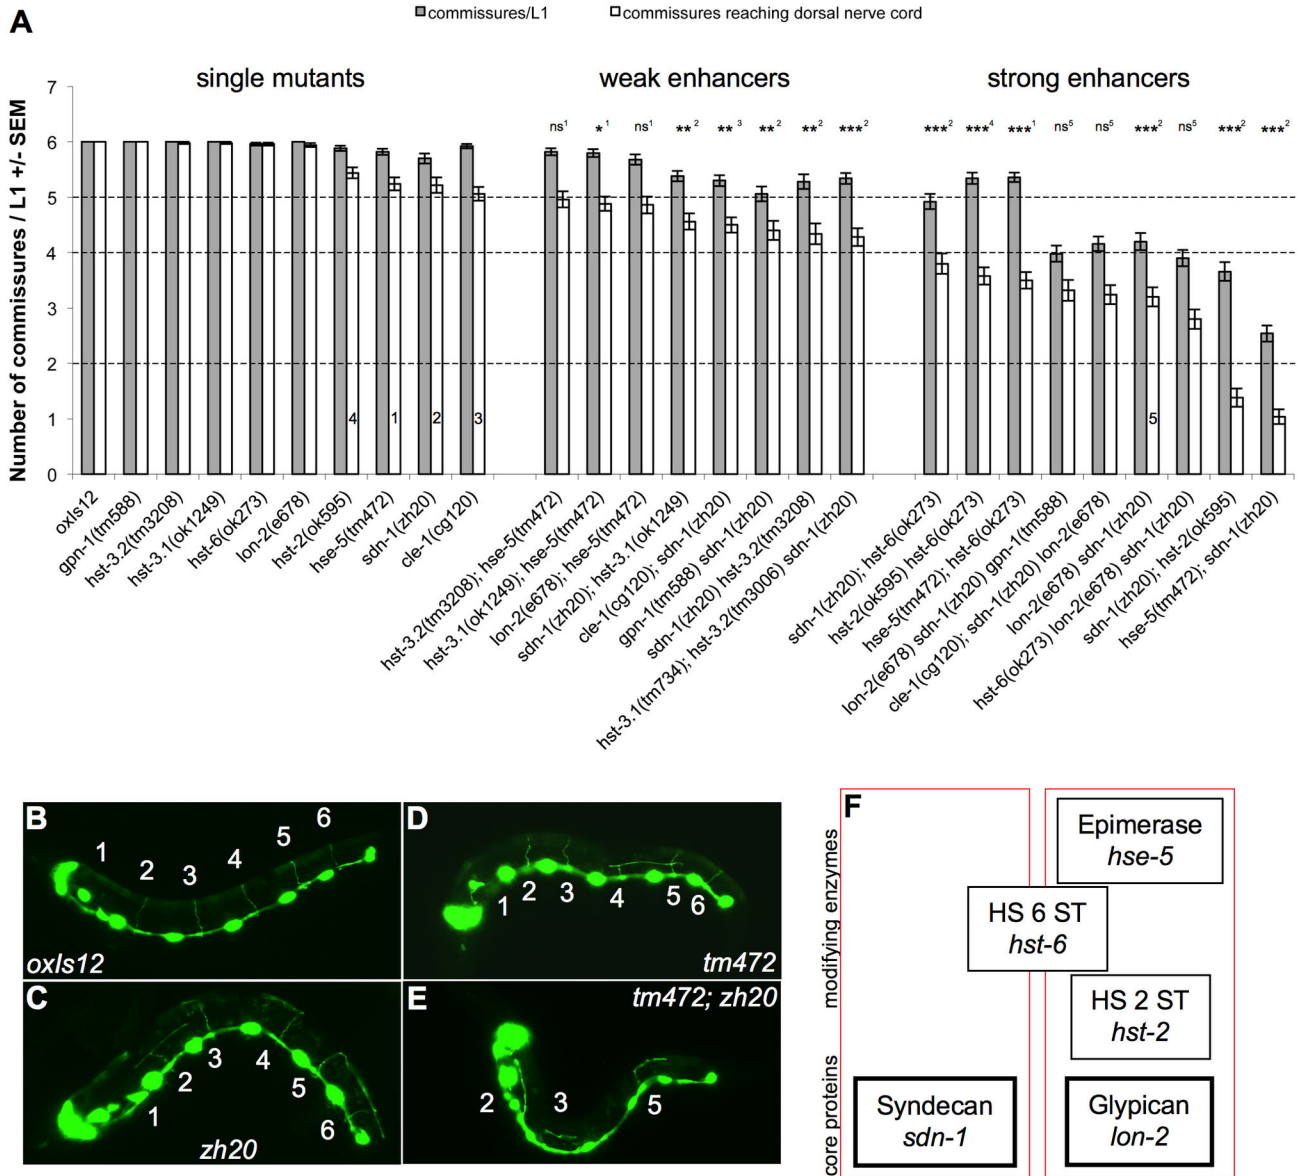 A
commissures/L1
commissures reaching dorsal nerve cord
single mutants
weak enhancers
strong enhancers
Number of commissures / L1 +/- SEM
7
6
5
4
3
2
1
0
ns1
*1
ns1
**2
**3
**2
**2
***2
***2
***4
***1
ns5
ns5
***2
ns5
***2
***2
4
1
2
3
5
oxIs12
gpn-1(tm588)
hst-3.2(tm3208)
hst-3.1(ok1249)
hst-6(ok273)
lon-2(e678)
hst-2(ok595)
hse-5(tm472)
sdn-1(zh20)
cle-1(cg120)
hst-3.2(tm3208); hse-5(tm472)
hst-3.1(ok1249); hse-5(tm472)
lon-2(e678); hse-5(tm472)
sdn-1(zh20); hst-3.1(ok1249)
cle-1(cg120); sdn-1(zh20)
gpn-1(tm588) sdn-1(zh20)
sdn-1(zh20) hst-3.2(tm3208)
hst-3.1(tm734); hst-3.2(tm3006) sdn-1(zh20)
sdn-1(zh20); hst-6(ok273)
hst-2(ok595) hst-6(ok273)
hse-5(tm472); hst-6(ok273)
lon-2(e678) sdn-1(zh20) gpn-1(tm588)
cle-1(cg120); sdn-1(zh20) lon-2(e678)
lon-2(e678) sdn-1(zh20)
hst-6(ok273) lon-2(e678) sdn-1(zh20)
sdn-1(zh20); hst-2(ok595)
hse-5(tm472); sdn-1(zh20)
B
1
2
3
4
5
6
oxIs12
D
1
2
3
4
5
6
tm472
C
1
2
3
4
5
6
zh20
E
tm472; zh20
2
3
5
F
modifying enzymes
core proteins
Epimerase
hse-5
HS 6 ST
hst-6
HS 2 ST
hst-2
Syndecan
sdn-1
Glypican
lon-2